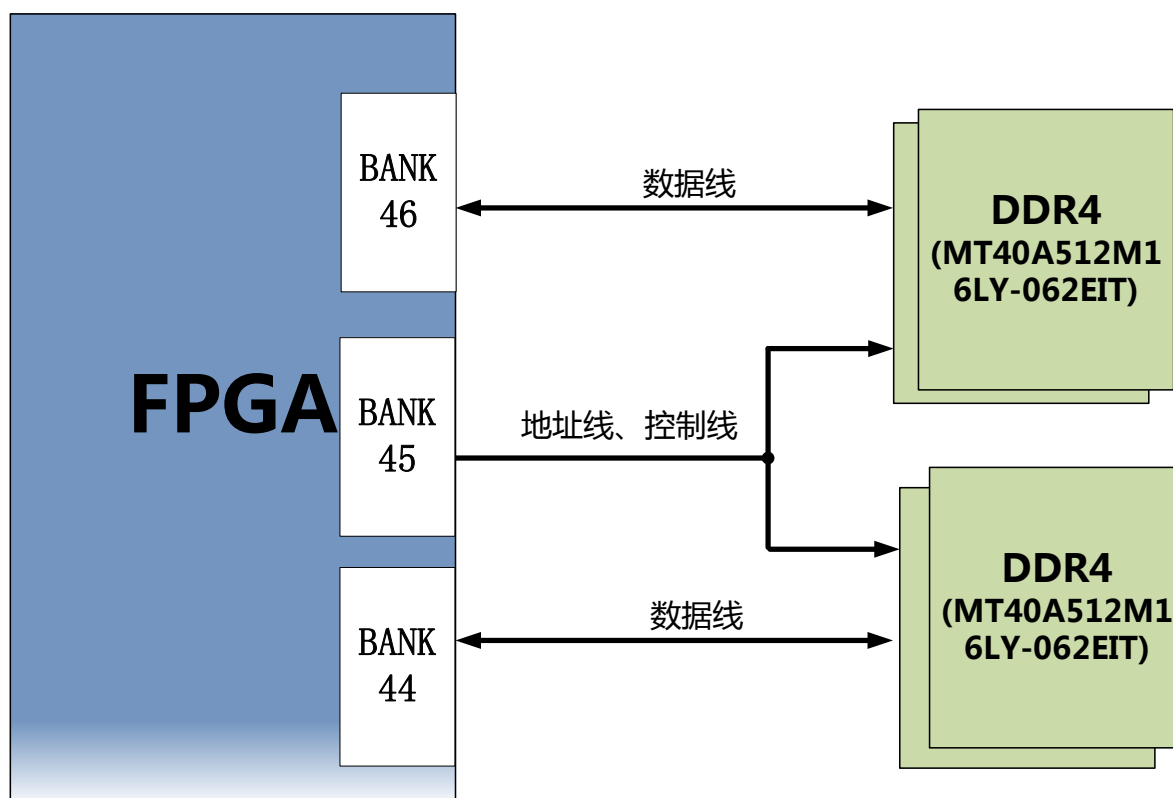 FPGA
BANK
46
数据线
DDR4
(MT40A512M1
6LY-062EIT)
BANK
45
地址线、控制线
BANK
44
数据线
DDR4
(MT40A512M1
6LY-062EIT)